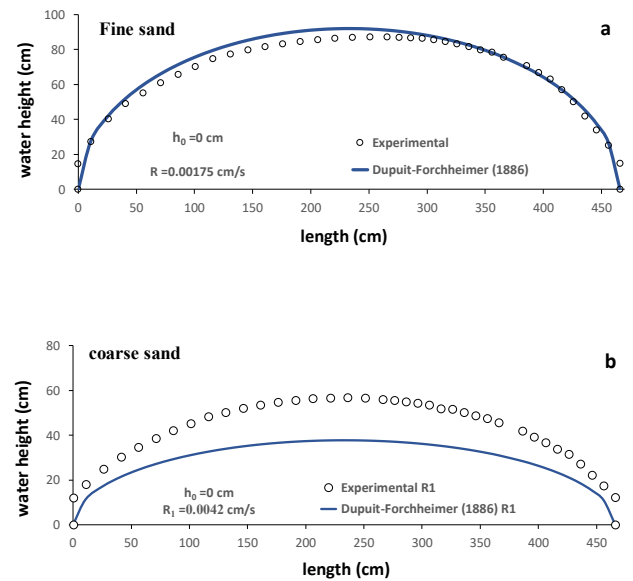 Fine sand
a
100
80
60
40
20
0
water height (cm)
h0 =0 cm
R =0.00175 cm/s
Experimental
Dupuit-Forchheimer (1886)
0 50 100 150 200 250 300 350 400 450
length (cm)
coarse sand
b
80
60
40
20
0
water height (cm)
h0 =0 cm
R1 =0.0042 cm/s
Experimental R1
Dupuit-Forchheimer (1886) R1
0 50 100 150 200 250 300 350 400 450
length (cm)